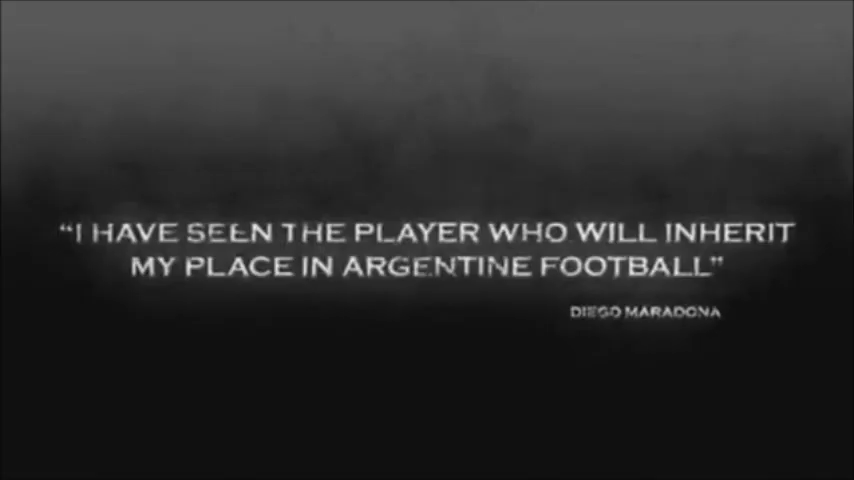 “I HAVE SEEN THE PLAYER WHO WILL INHERIT
MY PLACE IN ARGENTINE FOOTBALL”
DIEGO MARADONA